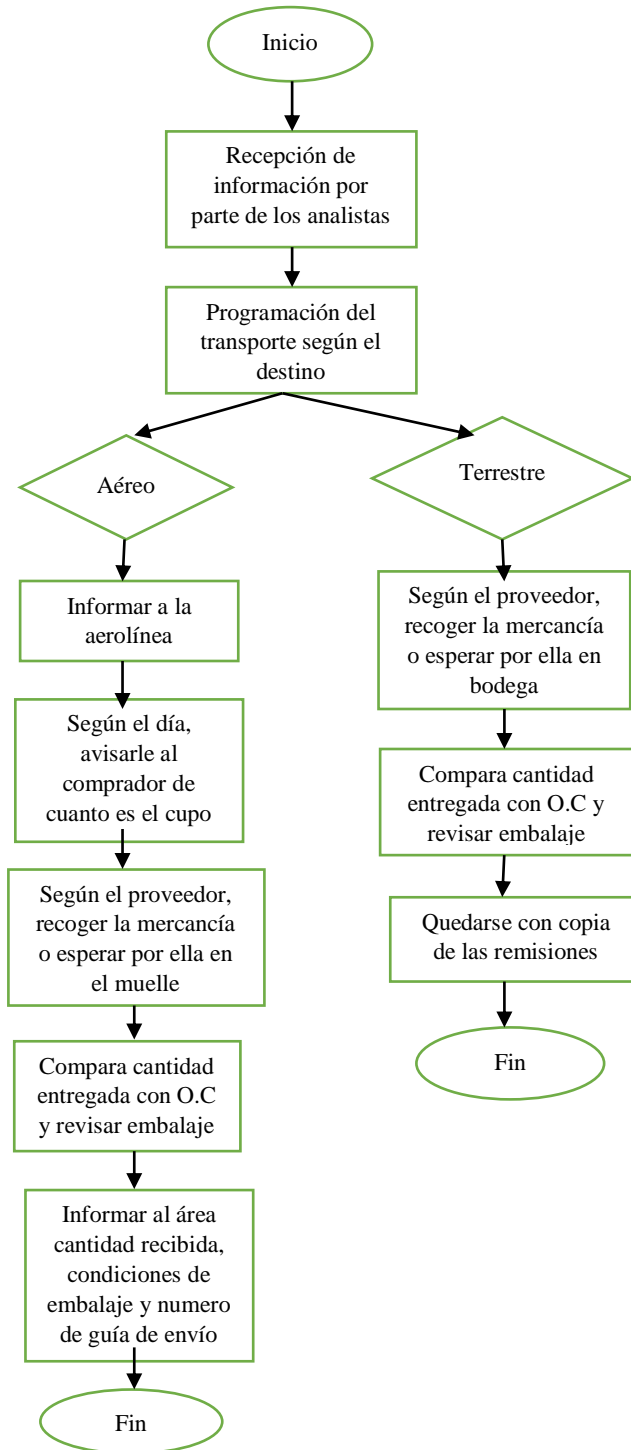 Inicio
Recepción de
información por
parte de los analistas
Programación del
transporte según el
destino
Aéreo
Informar a la
aerolínea
Según el día,
avisarle al
comprador de
cuanto es el cupo
Según el proveedor,
recoger la mercancía
o esperar por ella en
el muelle
Compara cantidad
entregada con O.C
y revisar embalaje
Informar al área
cantidad recibida,
condiciones de
embalaje y numero
de guía de envío
Fin
Terrestre
Según el proveedor,
recoger la mercancía
o esperar por ella en
bodega
Compara cantidad
entregada con O.C y
revisar embalaje
Quedarse con copia
de las remisiones
Fin